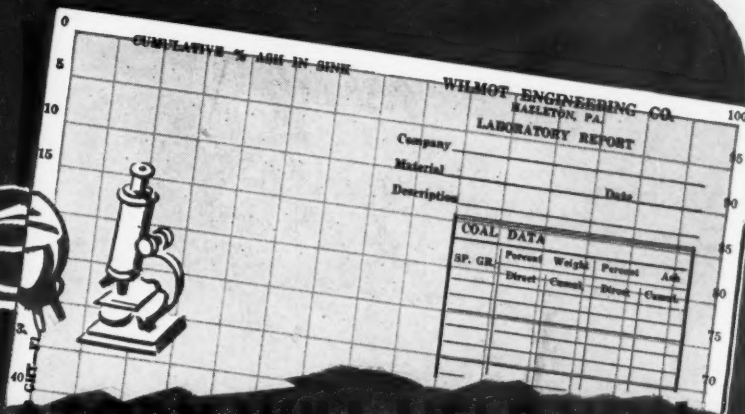 0
CUMULATIVE % ASH IN SINK
5
10
15
40
WILMOT ENGINEERING CO.
HAZLETON, PA.
LABORATORY REPORT
Company
Material Date
Description
COAL DATA
SP. GR. Percent Weight Percent Ash
Direct Cumul. Direct Cumul.
100
95
90
85
80
75
70